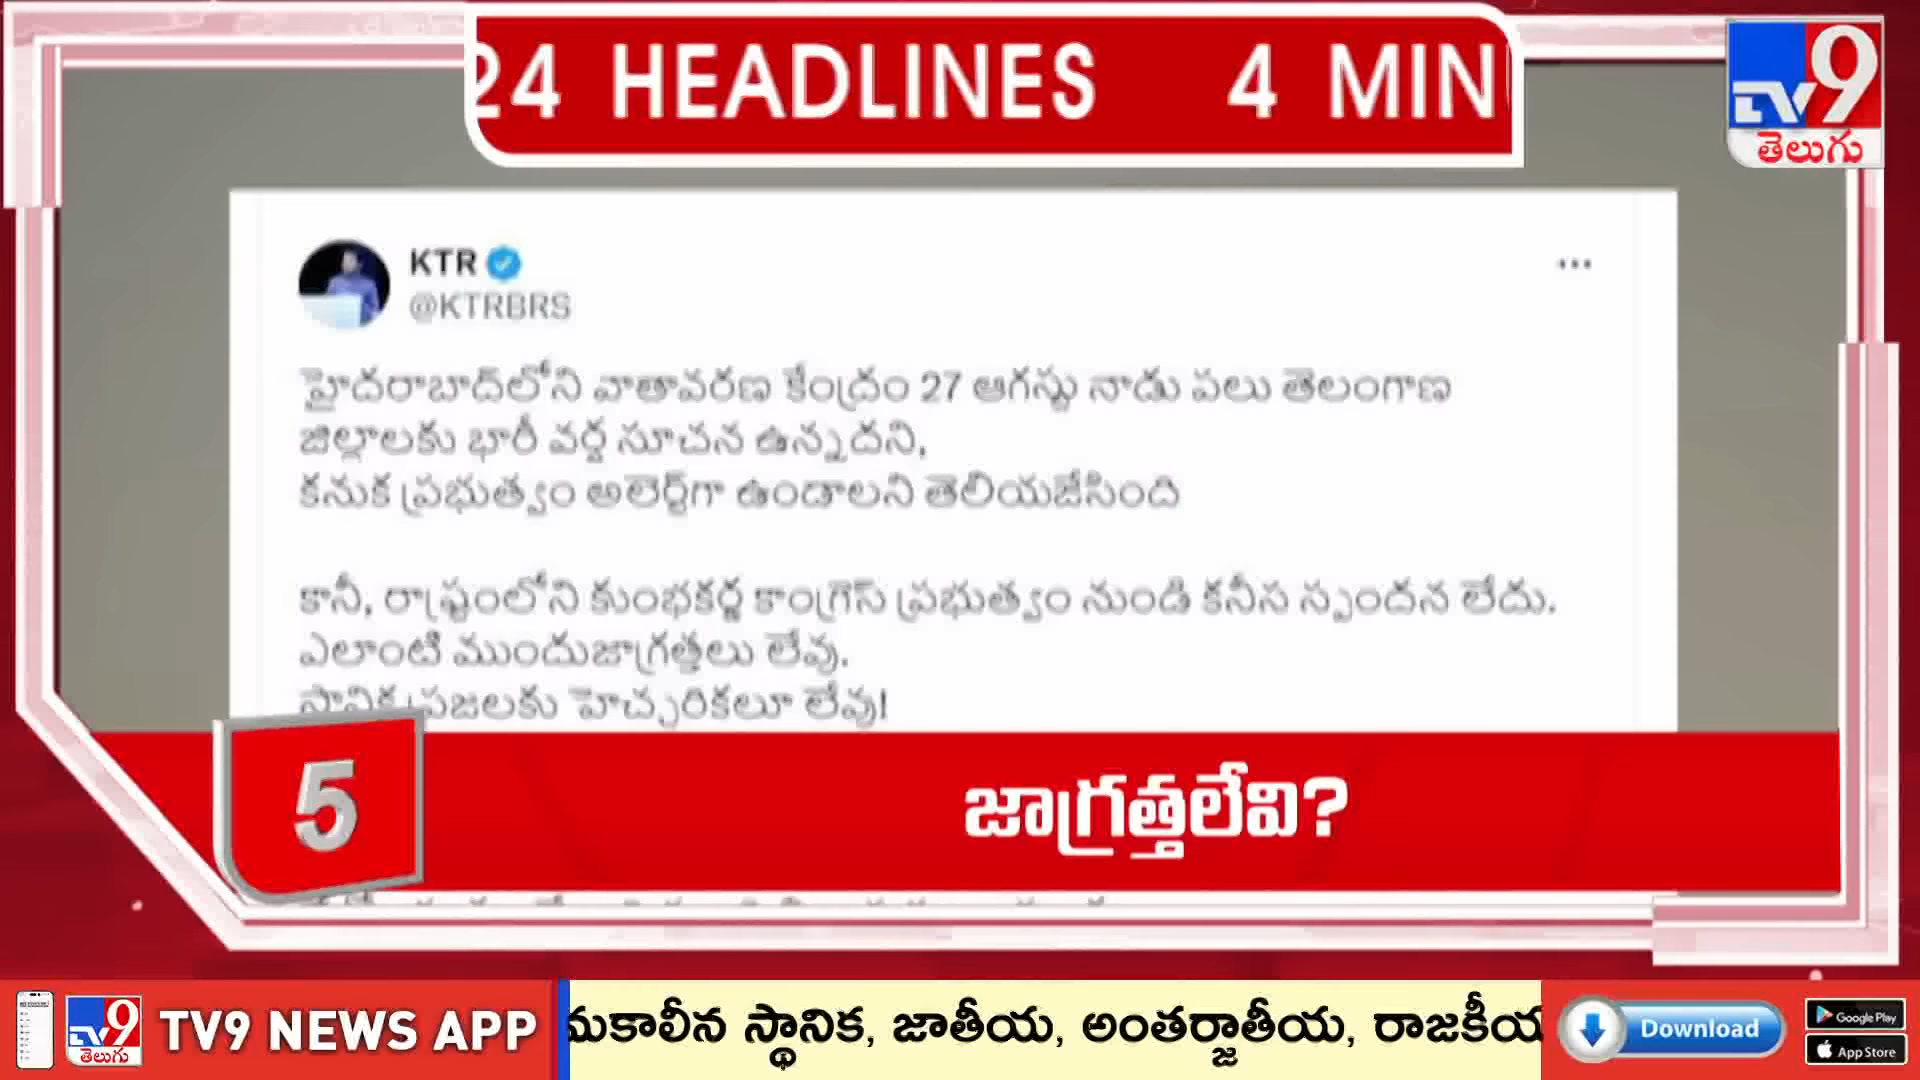 24 HEADLINES 4 MIN
TV9
తెలుగు
KTR
@KTRBRS
హైదరాబాద్‌లోని వాతావరణ కేంద్రం 27 ఆగస్టు నాడు పలు తెలంగాణ
జిల్లాలకు భారీ వర్ష సూచన ఉన్నదని,
కనుక ప్రభుత్వం అలెర్ట్‌గా ఉండాలని తెలియజేసింది
కానీ, రాష్ట్రంలోని కుంభకర్ణ కాంగ్రెస్ ప్రభుత్వం నుండి కనీస స్పందన లేదు.
ఎలాంటి ముందుజాగ్రత్తలు లేవు.
స్థానిక ప్రజలకు హెచ్చరికలూ లేవు!
5
జాగ్రత్తలేవి?
TV9
తెలుగు
TV9 NEWS APP
మకాలీన స్థానిక, జాతీయ, అంతర్జాతీయ, రాజకీయ
Download
Google Play
App Store